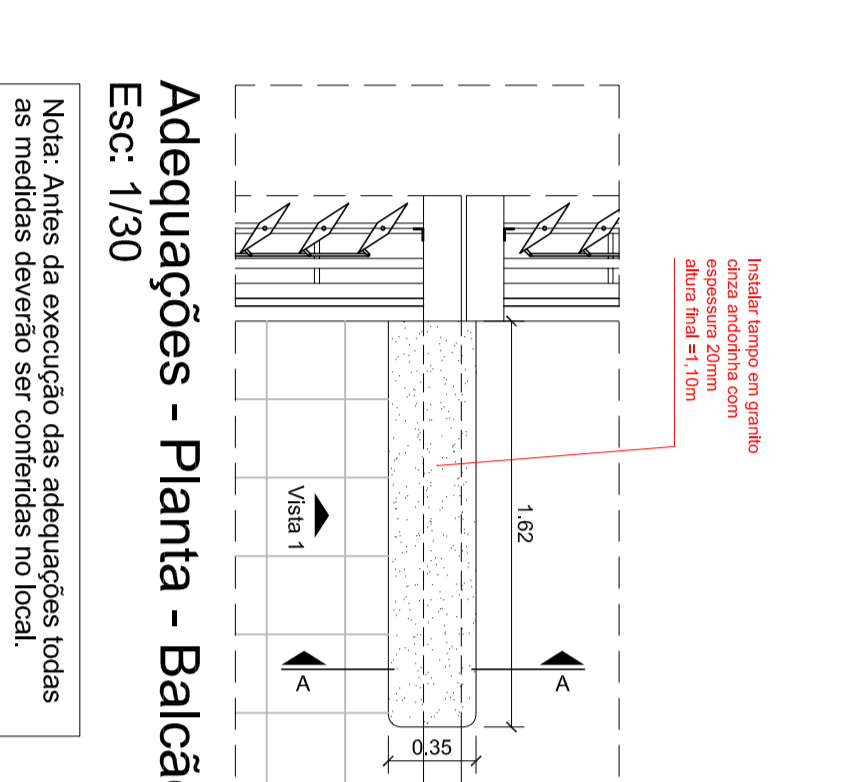 Instalar tampo em granito
cinza andorinha com
espessura 20mm
altura final =1,10m
1.62
Vista 1
A
A
0.35
Adequações - Planta - Balcão
Esc: 1/30
Nota: Antes da execução das adequações todas
as medidas deverão ser conferidas no local.